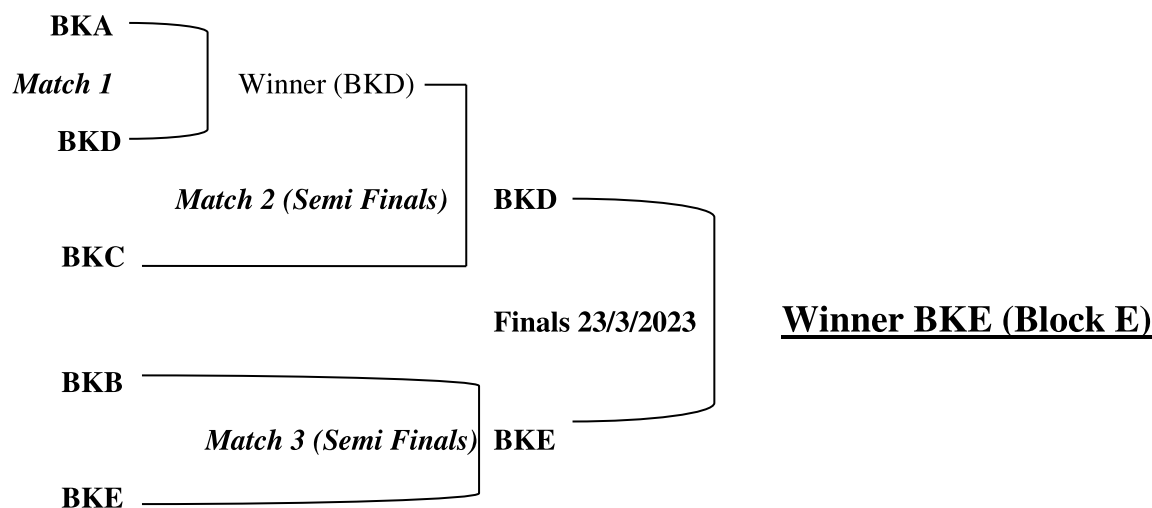 BKA
Match 1
Winner (BKD)
BKD
Match 2 (Semi Finals)
BKD
BKC
Finals 23/3/2023
Winner BKE (Block E)
BKB
Match 3 (Semi Finals)
BKE
BKE